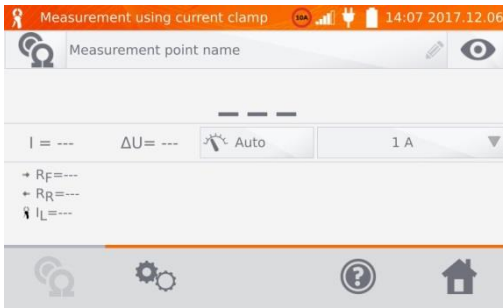 Measurement using current clamp 10A 14:07 2017.12.06
Measurement point name
---
I = --- ΔU= --- Auto 1 A
RF=---
RR=---
IL=---
?